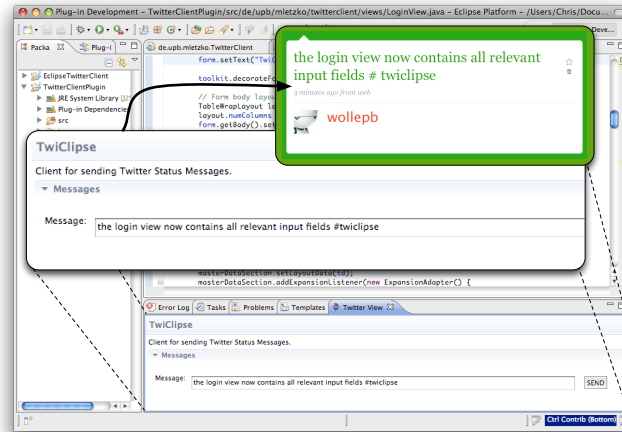 Plug-in Development – TwitterClientPlugin/src/de/upb/mletzko/twitterclient/views/LoginView.java – Eclipse Platform – /Users/Chris/Docu...
Packa
Plug-i
de.upb.mletzko.TwitterClient
Deve...
EclipseTwitterClient
TwitterClientPlugin
JRE System Library
Plug-in Dependencie
src
form.setText("Twi
toolkit.decorateFo
// Form body layou
TableWrapLayout la
layout.numColumns
form.getBody().set
the login view now contains all relevant
input fields # twiclipse
3 minutes ago from web
wollepb
TwiClipse
Client for sending Twitter Status Messages.
Messages
Message:
the login view now contains all relevant input fields #twiclipse
masterDataSection.setLayoutData(td);
masterDataSection.addExpansionListener(new ExpansionAdapter() {
Error Log
Tasks
Problems
Templates
Twitter View
TwiClipse
Client for sending Twitter Status Messages.
Messages
Message:
the login view now contains all relevant input fields #twiclipse
SEND
Ctrl Contrib (Bottom)